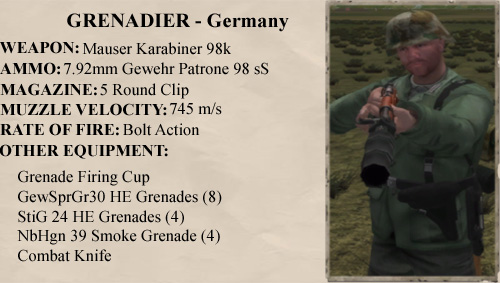 GRENADIER - Germany
WEAPON: Mauser Karabiner 98k
AMMO: 7.92mm Gewehr Patrone 98 sS
MAGAZINE: 5 Round Clip
MUZZLE VELOCITY: 745 m/s
RATE OF FIRE: Bolt Action
OTHER EQUIPMENT:
Grenade Firing Cup
GewSprGr30 HE Grenades (8)
StiG 24 HE Grenades (4)
NbHgn 39 Smoke Grenade (4)
Combat Knife